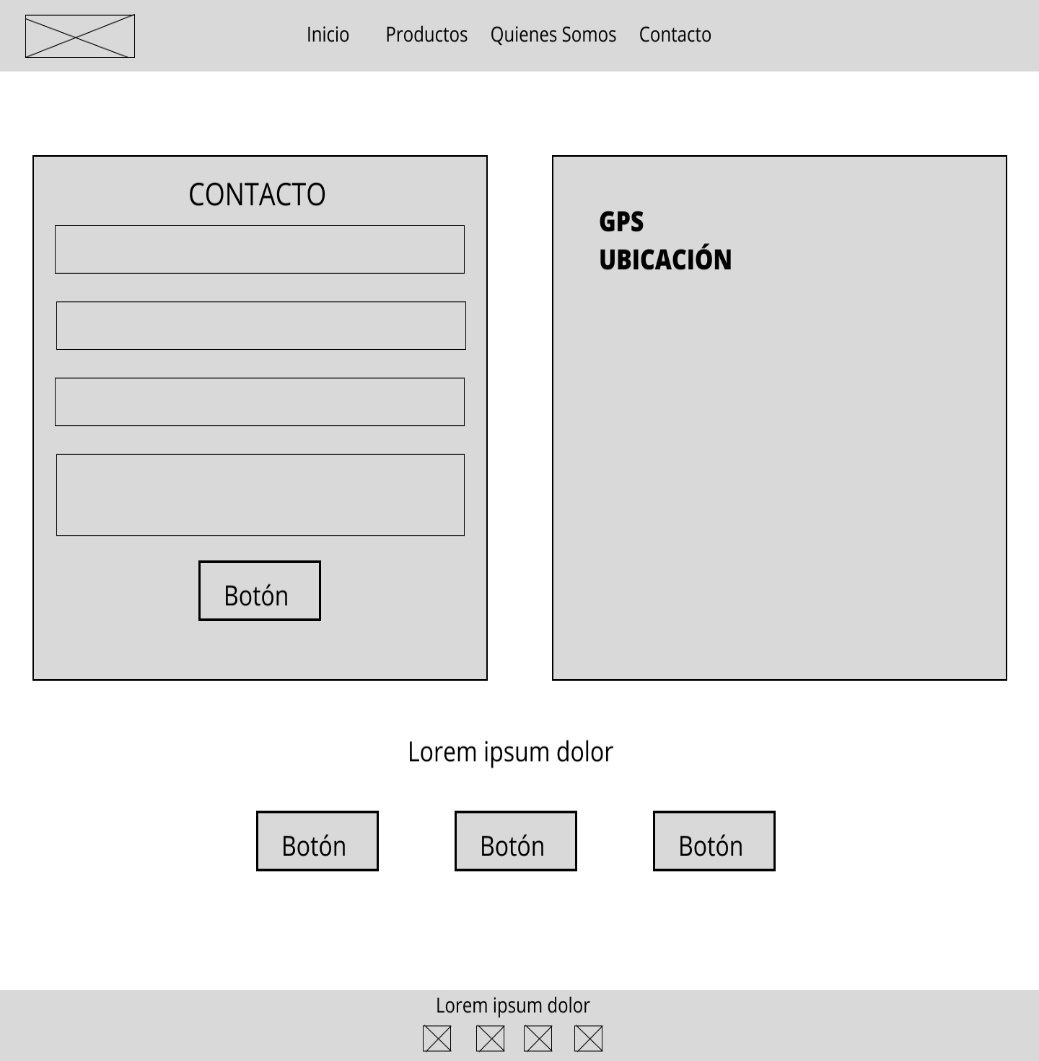 Inicio Productos Quienes Somos Contacto
CONTACTO
Botón
GPS
UBICACIÓN
Lorem ipsum dolor
Botón Botón Botón
Lorem ipsum dolor